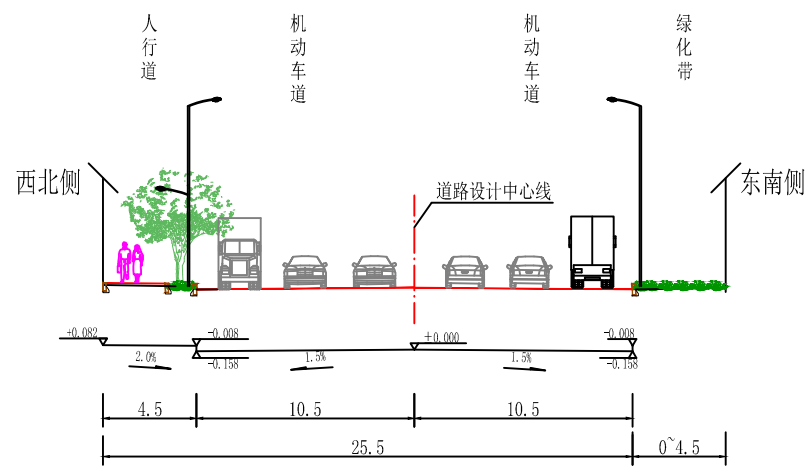 人行道
机动车道
机动车道
绿化带
西北侧
道路设计中心线
东南侧
+0.082
-0.008
+0.000
-0.008
2.0%
-0.158
1.5%
1.5%
-0.158
4.5
10.5
10.5
25.5
0~4.5